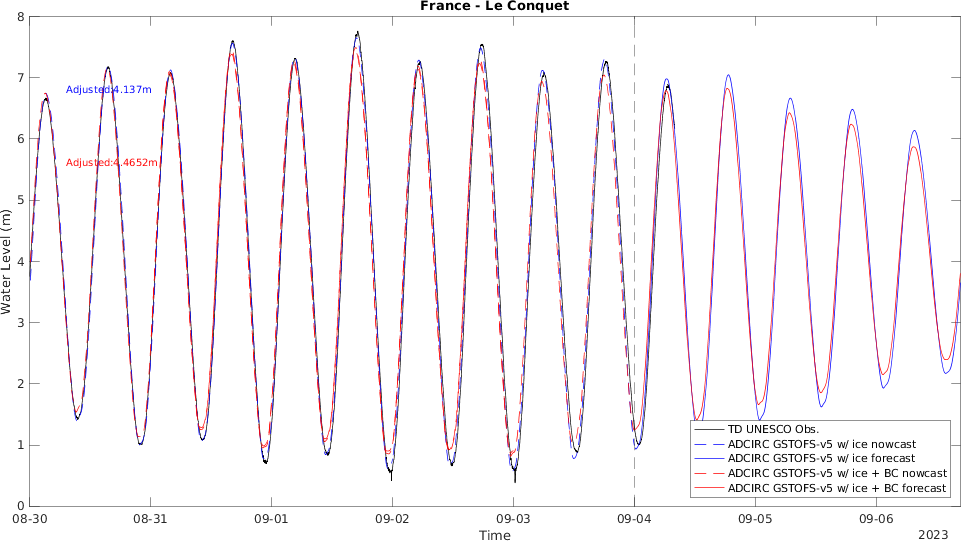 France - Le Conquet
Water Level (m)
8
7
6
5
4
3
2
1
0
Adjusted:4.137m
Adjusted:4.4652m
TD UNESCO Obs.
ADCIRC GSTOFS-v5 w/ ice nowcast
ADCIRC GSTOFS-v5 w/ ice forecast
ADCIRC GSTOFS-v5 w/ ice + BC nowcast
ADCIRC GSTOFS-v5 w/ ice + BC forecast
08-30 08-31 09-01 09-02 09-03 09-04 09-05 09-06
Time
2023